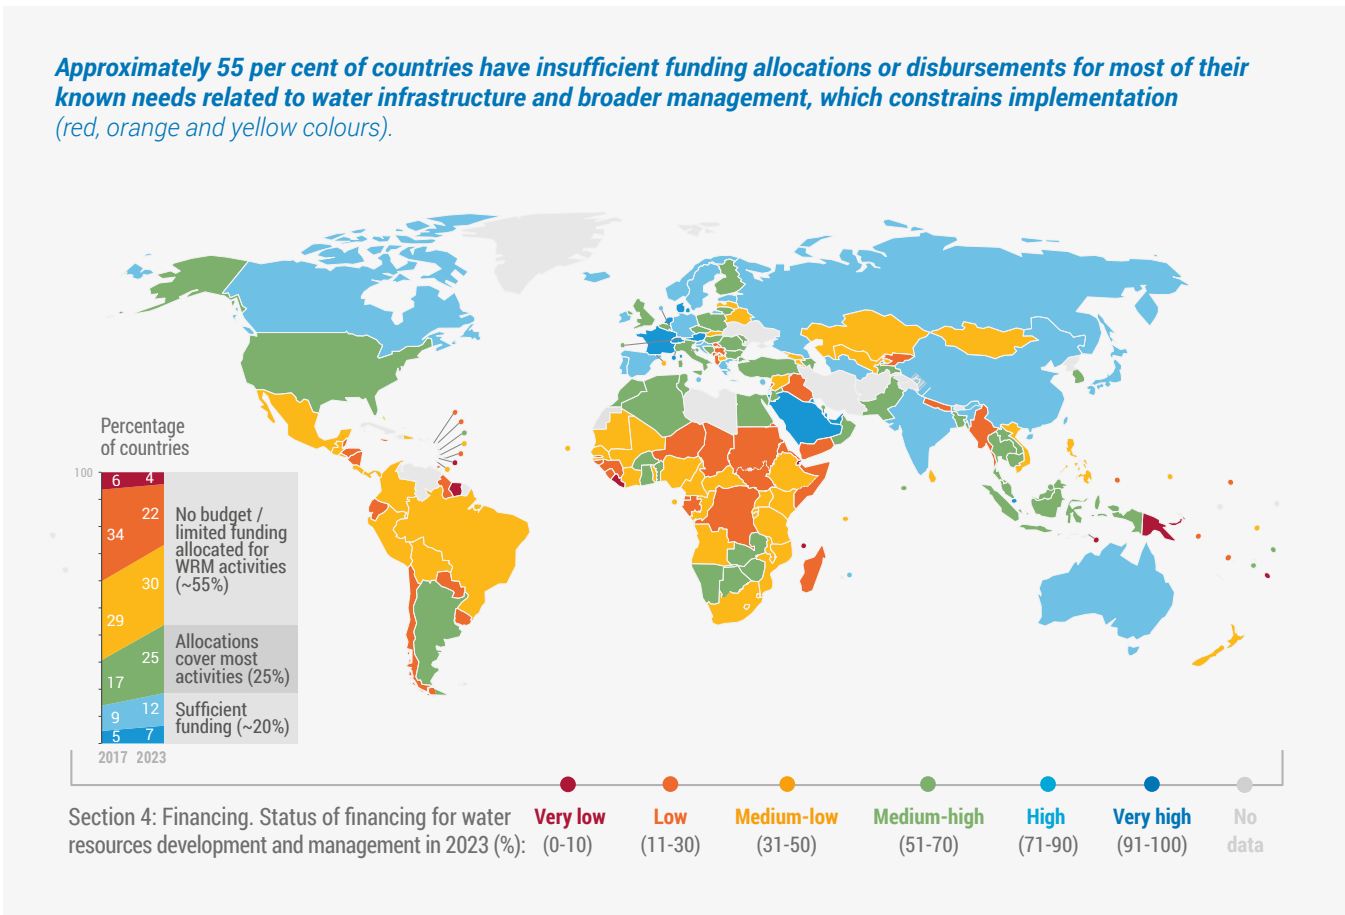 Approximately 55 per cent of countries have insufficient funding allocations or disbursements for most of their
known needs related to water infrastructure and broader management, which constrains implementation
(red, orange and yellow colours).
Percentage
of countries
100
6 4
34 22
29 30
17 25
9 12
5 7
2017 2023
No budget /
limited funding
allocated for
WRM activities
(~55%)
Allocations
cover most
activities (25%)
Sufficient
funding (~20%)
Section 4: Financing. Status of financing for water
resources development and management in 2023 (%):
Very low
(0-10)
Low
(11-30)
Medium-low
(31-50)
Medium-high
(51-70)
High
(71-90)
Very high
(91-100)
No
data